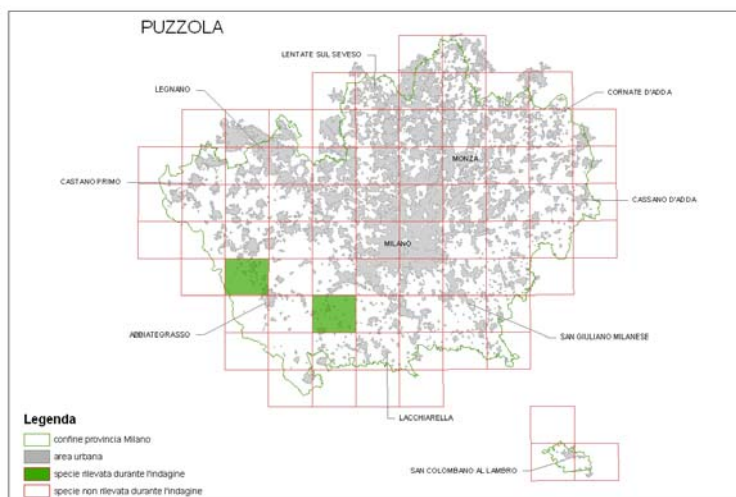 PUZZOLA
LENTATE SUL SEVESO
LEGNANO
CORNATE D'ADDA
MONZA
CASTANO PRIMO
CASSANO D'ADDA
MILANO
ABBIATEGRASSO
SAN GIULIANO MILANESE
LACCHIARELLA
SAN COLOMBANO AL LAMBRO
Legenda
confine provincia Milano
area urbana
specie rilevata durante l'indagine
specie non rilevata durante l'indagine